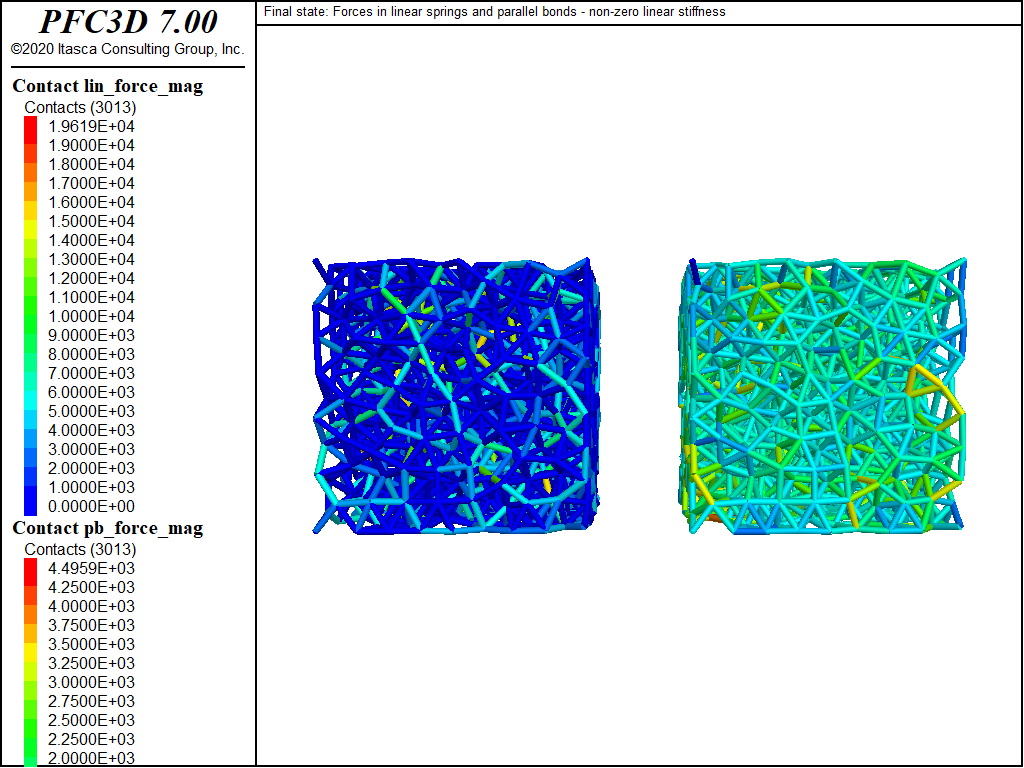 PFC3D 7.00
©2020 Itasca Consulting Group, Inc.
Final state: Forces in linear springs and parallel bonds - non-zero linear stiffness
Contact lin_force_mag
Contacts (3013)
1.9619E+04
1.9000E+04
1.8000E+04
1.7000E+04
1.6000E+04
1.5000E+04
1.4000E+04
1.3000E+04
1.2000E+04
1.1000E+04
1.0000E+04
9.0000E+03
8.0000E+03
7.0000E+03
6.0000E+03
5.0000E+03
4.0000E+03
3.0000E+03
2.0000E+03
1.0000E+03
0.0000E+00
Contact pb_force_mag
Contacts (3013)
4.4959E+03
4.2500E+03
4.0000E+03
3.7500E+03
3.5000E+03
3.2500E+03
3.0000E+03
2.7500E+03
2.5000E+03
2.2500E+03
2.0000E+03